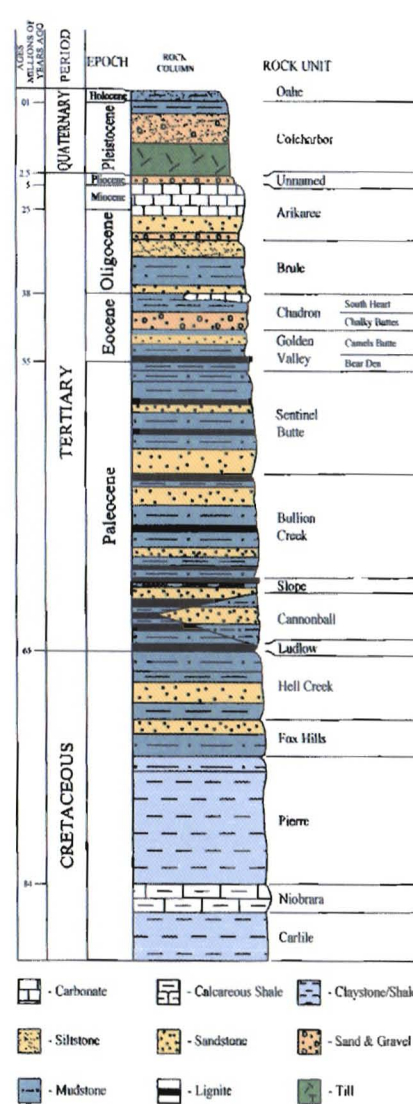 AGES
MILLIONS OF
YEARS AGO
PERIOD
EPOCH
ROCK
COLUMN
ROCK UNIT
QUATERNARY
TERTIARY
CRETACEOUS
Holocene
Pleistocene
Pliocene
Miocene
Oligocene
Eocene
Paleocene
.01
2.5
5
25
38
55
65
84
Oahe
Coleharbor
Unnamed
Arikaree
Brule
Chadron
South Heart
Chalky Buttes
Golden
Valley
Camels Butte
Bear Den
Sentinel
Butte
Bullion
Creek
Slope
Cannonball
Ludlow
Hell Creek
Fox Hills
Pierre
Niobrara
Carlile
- Carbonate
- Calcareous Shale
- Claystone/Shal
- Siltstone
- Sandstone
- Sand & Gravel
- Mudstone
- Lignite
- Till